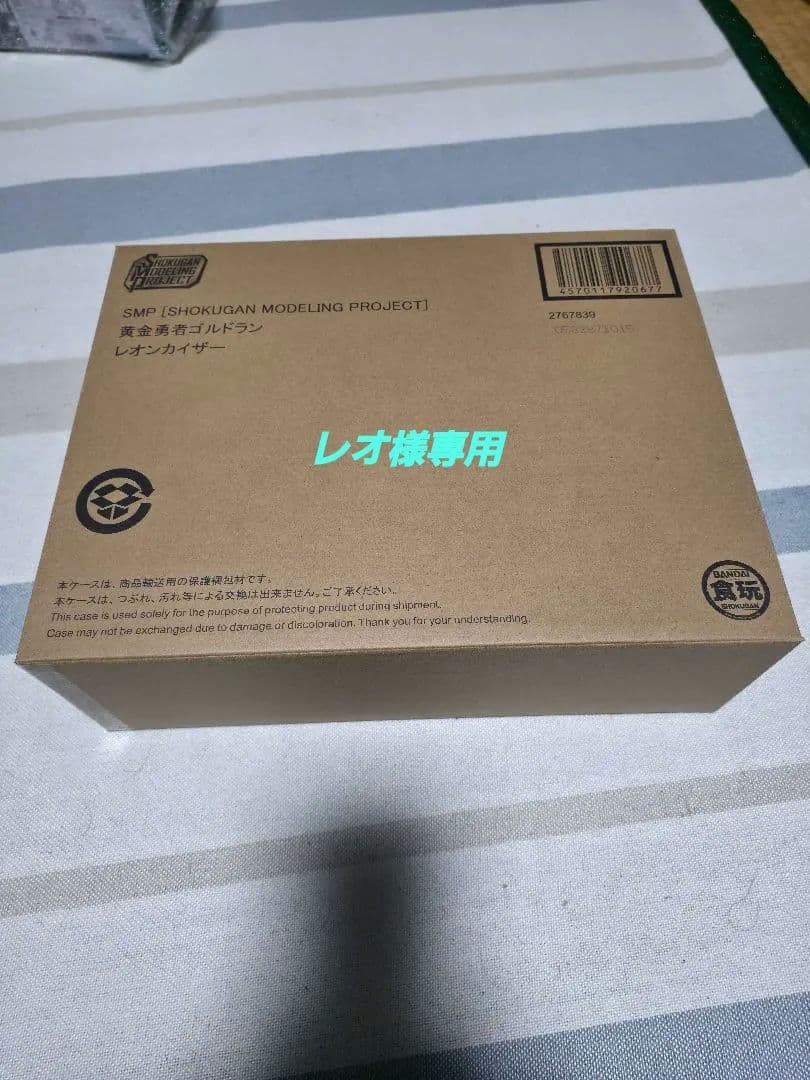 SHOKUGAN
MODELING
PROJECT
SMP [SHOKUGAN MODELING PROJECT]
黄金勇者ゴルドラン
レオンカイザー
4570117920677
2767839
レオ様専用
本ケースは、商品輸送用の保護梱包材です。
本ケースは、つぶれ、汚れ等による交換は出来ません。ご了承ください。
This case is used solely for the purpose of protecting product during shipment.
Case may not be exchanged due to damage or discoloration. Thank you for your understanding.
BANDAI
食玩
SHOKUGAN